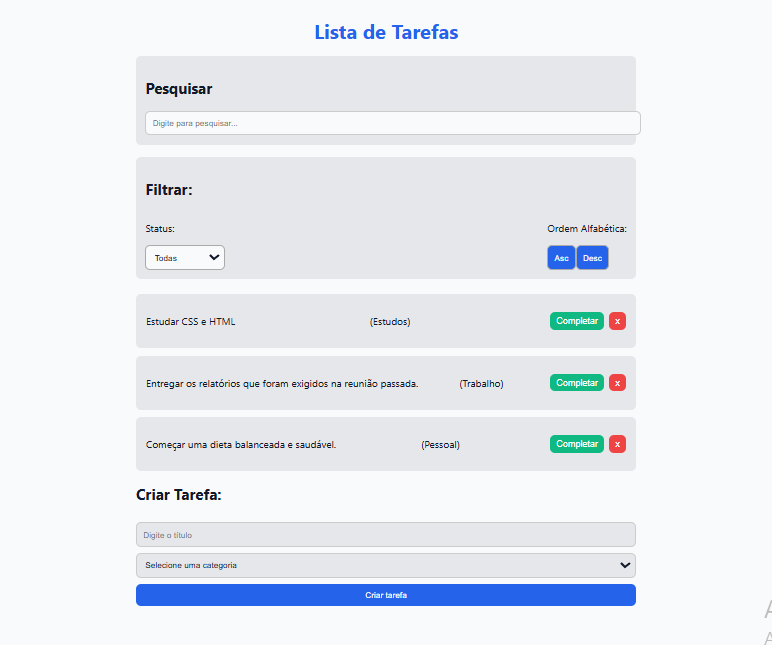 Lista de Tarefas
Pesquisar
Digite para pesquisar...
Filtrar:
Status:
Ordem Alfabética:
Todas
Asc Desc
Estudar CSS e HTML (Estudos) Completar x
Entregar os relatórios que foram exigidos na reunião passada. (Trabalho) Completar x
Começar uma dieta balanceada e saudável. (Pessoal) Completar x
Criar Tarefa:
Digite o título
Selecione uma categoria
Criar tarefa